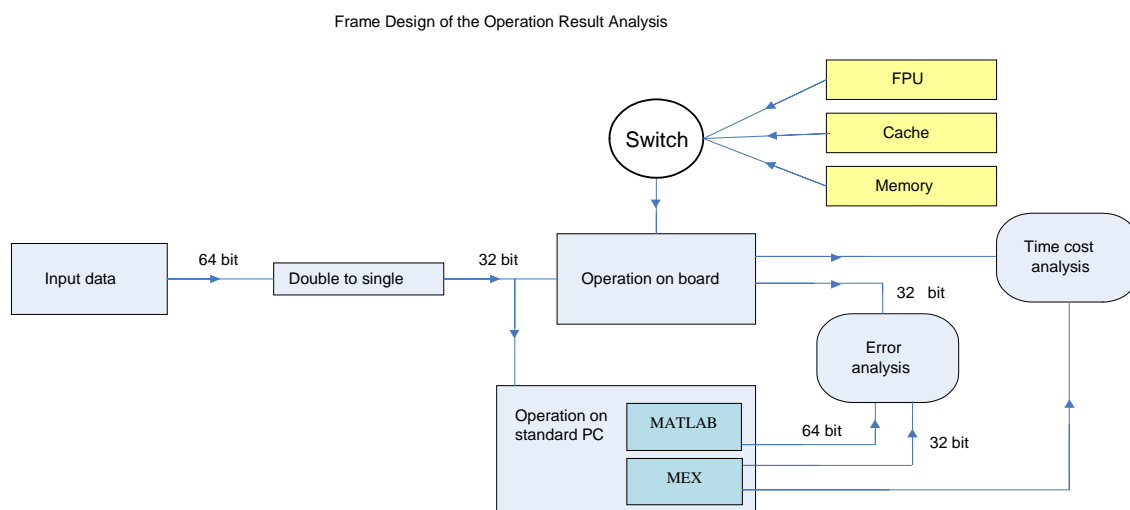 Frame Design of the Operation Result Analysis
FPU
Switch
Cache
Memory
Input data
64 bit
Double to single
32 bit
Operation on board
Time cost
analysis
32 bit
Error
analysis
Operation on
standard PC
MATLAB
64 bit
32 bit
MEX